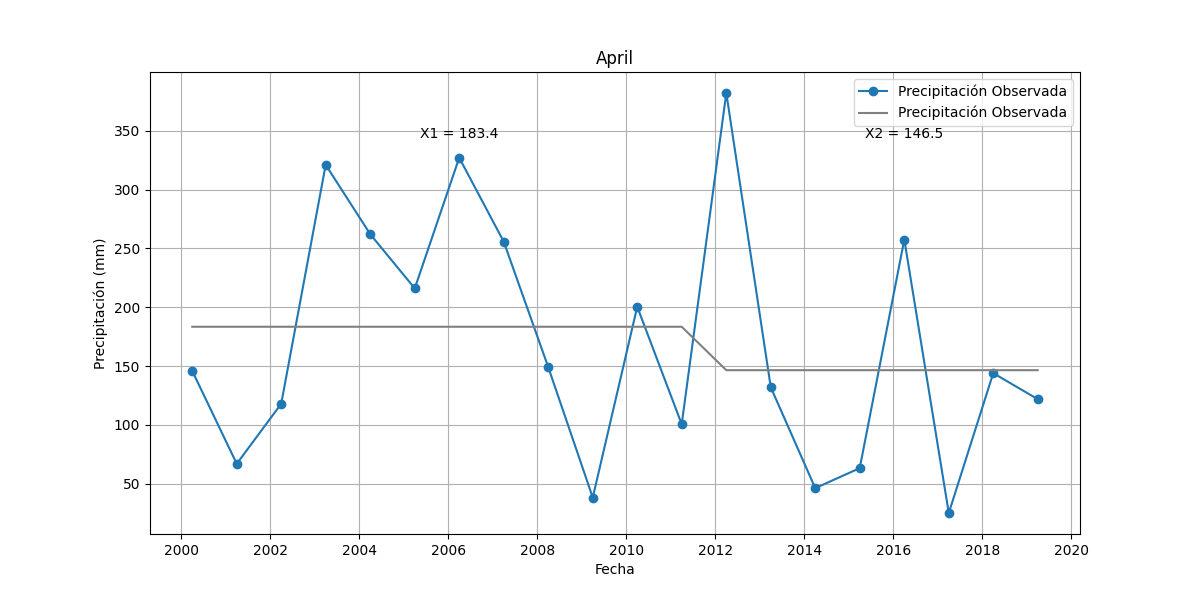 April
Precipitación Observada
Precipitación Observada
X1 = 183.4
X2 = 146.5
Precipitación (mm)
350
300
250
200
150
100
50
2000 2002 2004 2006 2008 2010 2012 2014 2016 2018 2020
Fecha